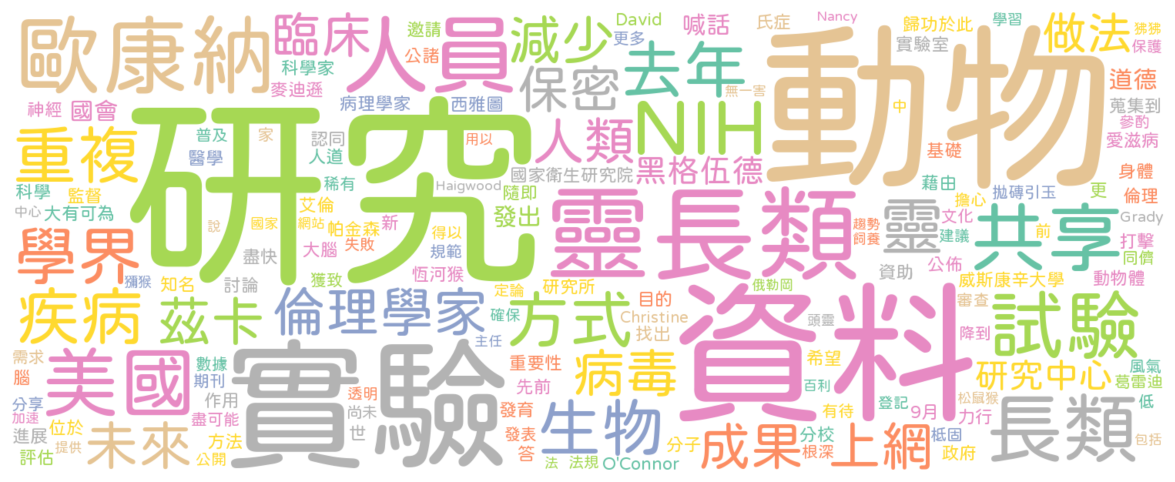 歐康納
臨床
人員
邀請
David
喊話
氏症
Nancy
歸功於此
學習
狒狒
公諸
更多
減少
去年
動物
實驗室
做法
保護
科學家
麥迪遜
保密
無一害
道德
神經
國會
病理學家
西雅圖
NIH
中
蒐集到
參酌
重複
普及
家
認同
用以
人類
黑格伍德
基礎
愛滋病
醫學
人道
研究
國家衛生研究院
身體
科學
監督
稀有
Haigwood
隨即
藉由
拋磚引玉
更
倫理
中心
大有可為
說
國家
網站
艾倫
發出
靈長類
趨勢
飼養
靈
擔心
文化
Grady
學界
帕金森
新
得以
建議
前
共享
打擊
盡快
大腦
失敗
規範
恆河猴
公佈
同儕
獼猴
知名
討論
獲致
研究所
資助
動物體
疾病
茲卡
倫理學家
定論
確保
方式
目的
俄勒岡
威斯康辛大學
Christine
找出
頭靈
審查
試驗
主任
降到
需求
美國
數據
實驗
重要性
病毒
希望
資料
研究中心
風氣
腦
期刊
透明
先前
百利
登記
松鼠猴
葛雷迪
分享
作用
尚未
發育
有待
9月
力行
低
加速
位於
盡可能
世
發表
生物
分子
成果
分校
上網
柢固
長類
進展
提供
未來
方法
答
根深
政府
包括
評估
公開
法
法規
O'Connor